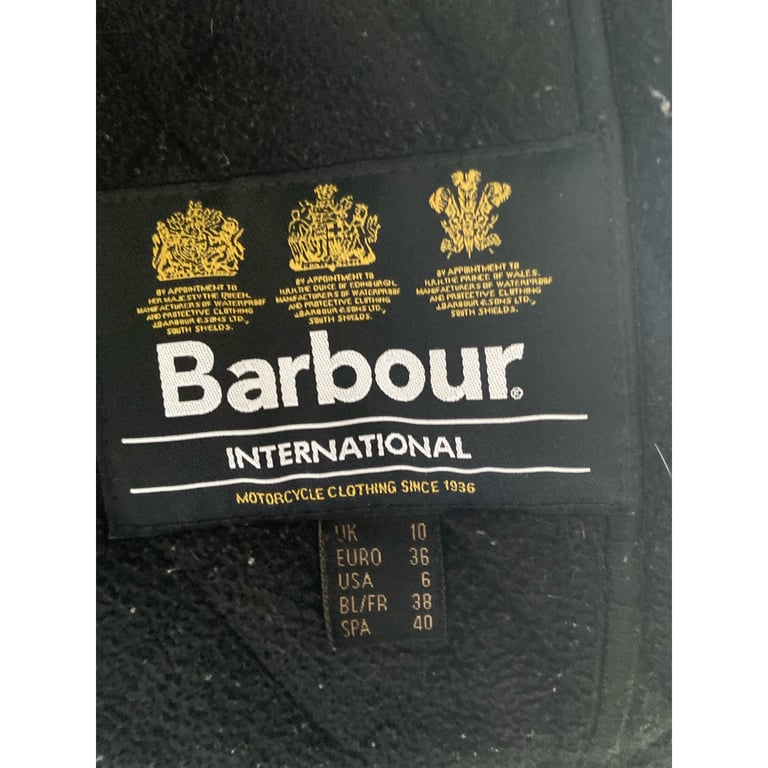 BY APPOINTMENT TO
HER MAJESTY THE QUEEN,
MANUFACTURERS OF WATERPROOF
AND PROTECTIVE CLOTHING
J.BARBOUR & SONS LTD.,
SOUTH SHIELDS.
BY APPOINTMENT TO
H.R.H. THE DUKE OF EDINBURGH,
MANUFACTURERS OF WATERPROOF
AND PROTECTIVE CLOTHING
J.BARBOUR & SONS LTD.,
SOUTH SHIELDS.
BY APPOINTMENT TO
H.R.H. THE PRINCE OF WALES.
MANUFACTURERS OF WATERPROOF
AND PROTECTIVE CLOTHING
J.BARBOUR & SONS LTD.,
SOUTH SHIELDS.
Barbour®
INTERNATIONAL
MOTORCYCLE CLOTHING SINCE 1936
UK 10
EURO 36
USA 6
BL/FR 38
SPA 40